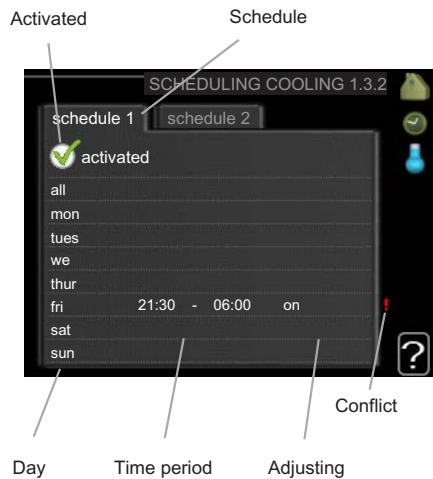 Activated Schedule
SCHEDULING COOLING 1.3.2
schedule 1 schedule 2
activated
all
mon
tues
we
thur
fri 21:30 - 06:00 on !
sat
sun
?
Conflict
Day Time period Adjusting